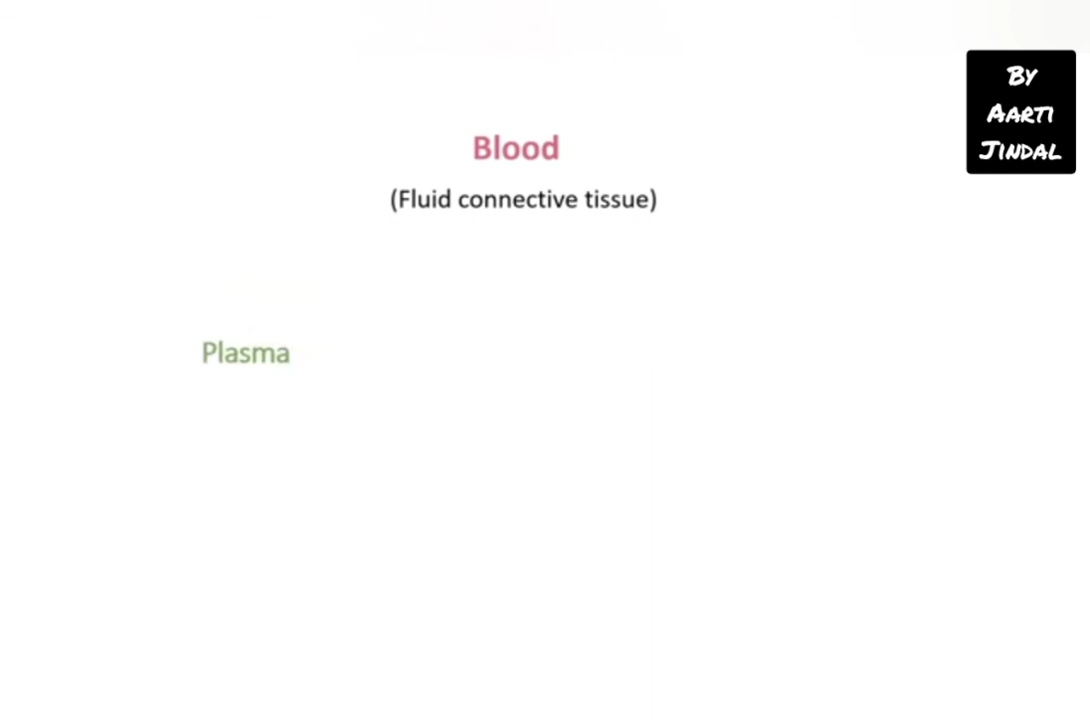 By
Aarti
Jindal
Blood
(Fluid connective tissue)
Plasma